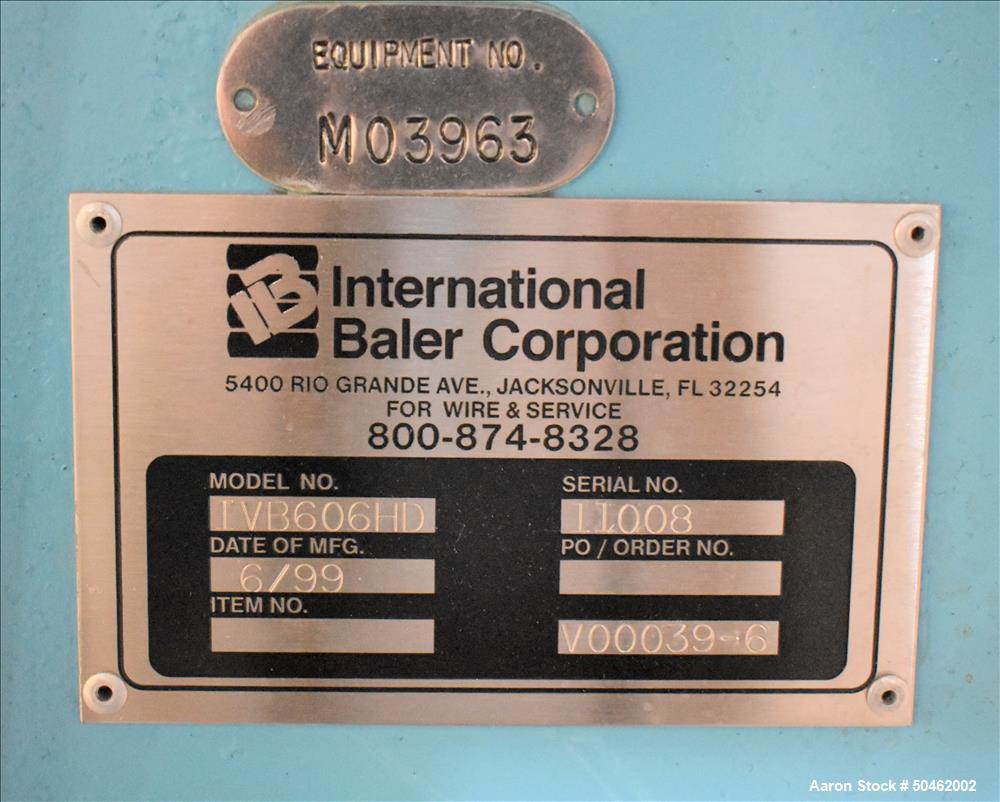 EQUIPMENT NO.
M03963
IB
International
Baler Corporation
5400 RIO GRANDE AVE., JACKSONVILLE, FL 32254
FOR WIRE & SERVICE
800-874-8328
MODEL NO. SERIAL NO.
IVB606HD 11008
DATE OF MFG. PO / ORDER NO.
6/99
ITEM NO.
V00039-6
Aaron Stock # 50462002